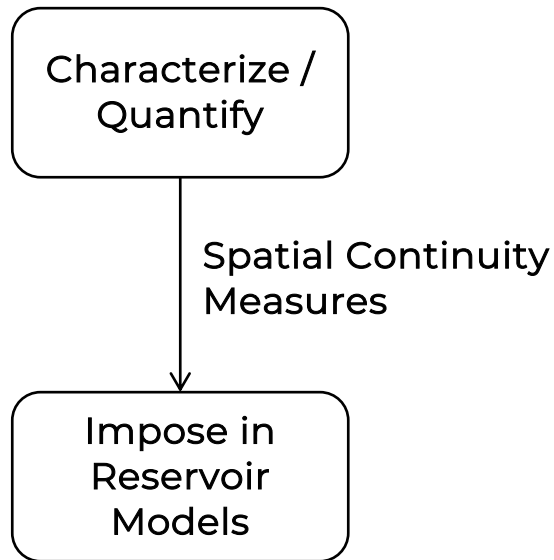 Characterize /
Quantify
Spatial Continuity
Measures
Impose in
Reservoir
Models